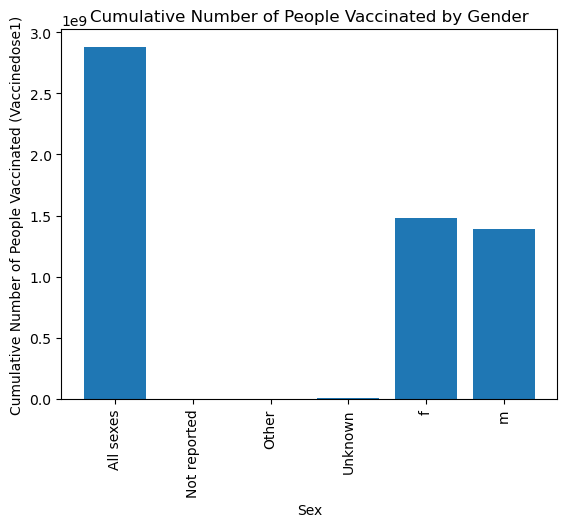 Cumulative Number of People Vaccinated by Gender
1e9
3.0
2.5
2.0
1.5
1.0
0.5
0.0
Cumulative Number of People Vaccinated (Vaccinedose1)
All sexes
Not reported
Other
Unknown
f
m
Sex